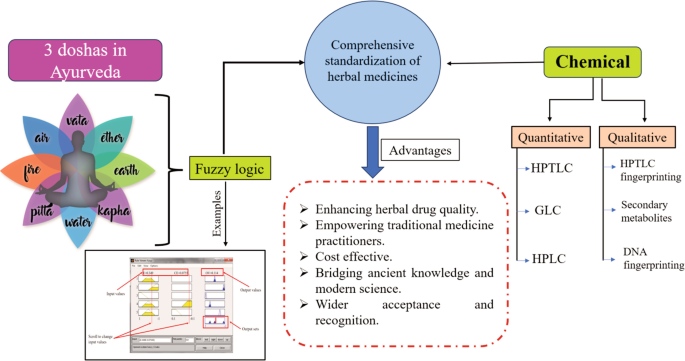 3 doshas in
Ayurveda
vata
air
ether
fire
earth
pitta
kapha
water
Fuzzy logic
Examples
Input values
Output values
Scroll to change
input values
Output sets
Comprehensive
standardization of
herbal medicines
Advantages
➢ Enhancing herbal drug quality.
➢ Empowering traditional medicine
practitioners.
➢ Cost effective.
➢ Bridging ancient knowledge and
modern science.
➢ Wider acceptance and
recognition.
Chemical
Quantitative
HPTLC
GLC
HPLC
Qualitative
HPTLC
fingerprinting
Secondary
metabolites
DNA
fingerprinting